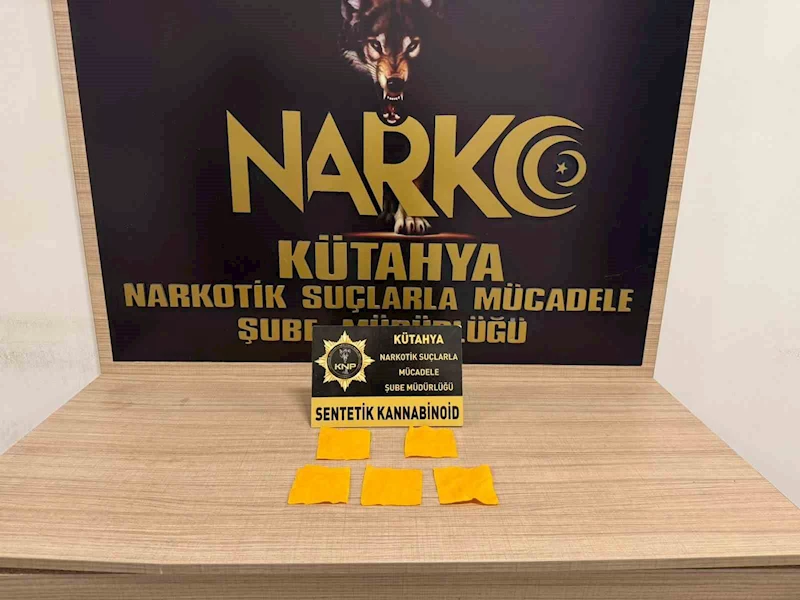 NARKO
KÜTAHYA
NARKOTİK SUÇLARLA MÜCADELE
ŞUBE MÜDÜRLÜĞÜ
KÜTAHYA
NARKOTİK SUÇLARLA
MÜCADELE
ŞUBE MÜDÜRLÜĞÜ
KNP
SENTETİK KANNABİNOİD